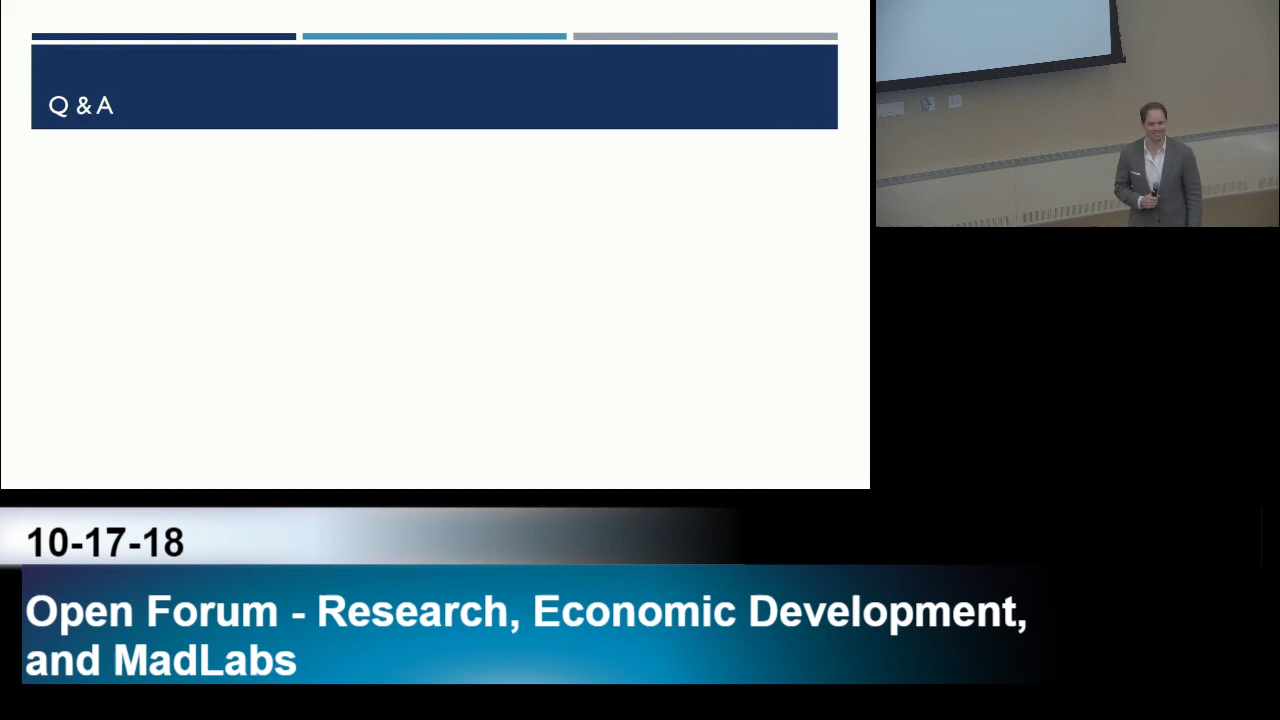 Q & A
10-17-18
Open Forum - Research, Economic Development,
and MadLabs